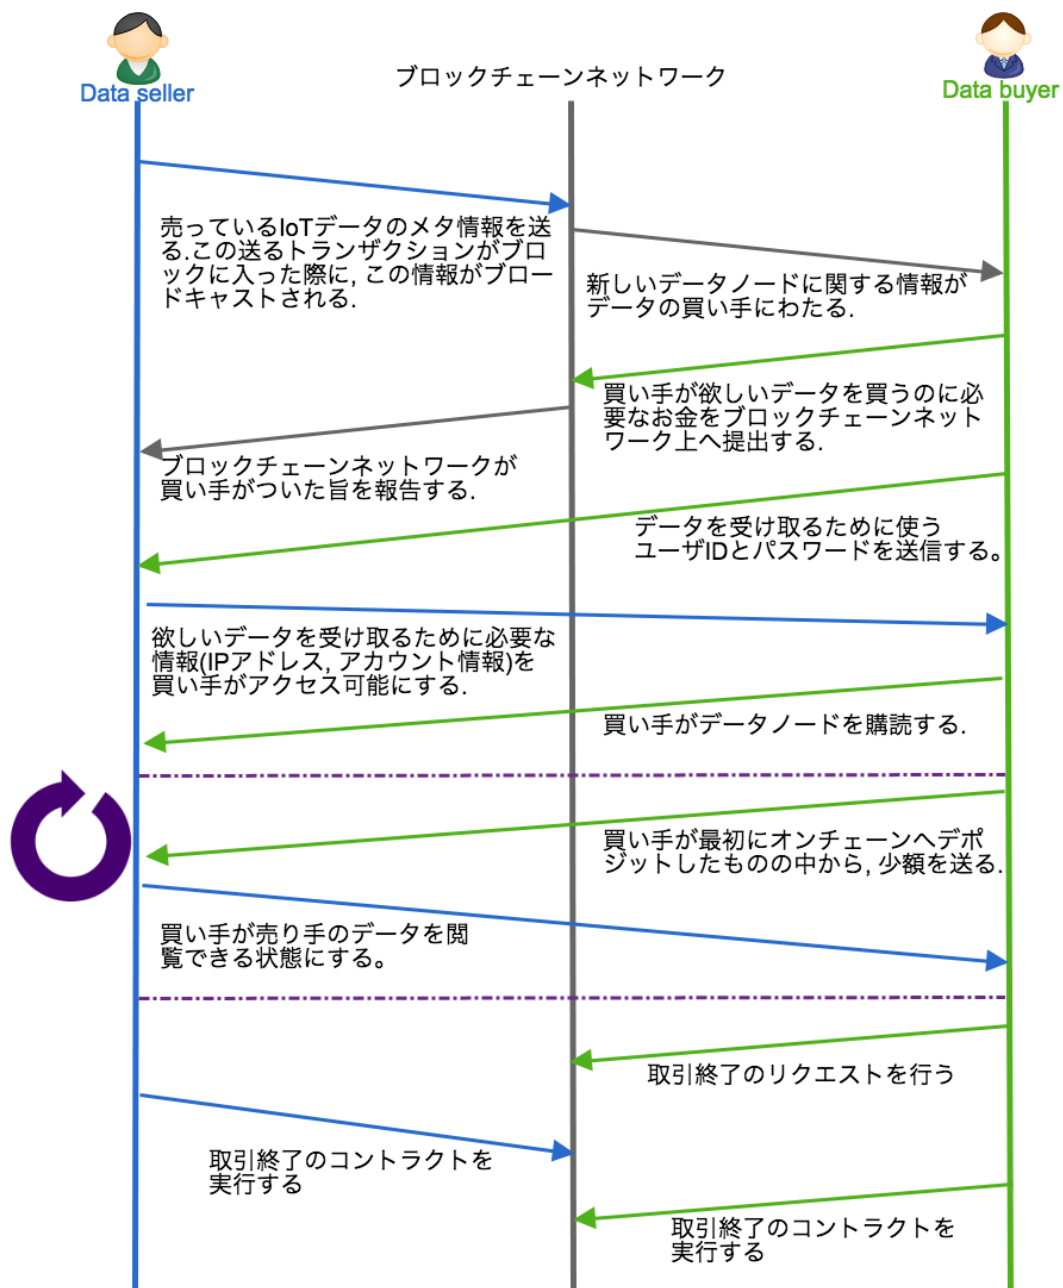 Data seller
ブロックチェーンネットワーク
Data buyer
売っているIoTデータのメタ情報を送
る.この送るトランザクションがブロ
ックに入った際に, この情報がブロー
ドキャストされる.
新しいデータノードに関する情報が
データの買い手にわたる.
買い手が欲しいデータを買うのに必
要なお金をブロックチェーンネット
ワーク上へ提出する.
ブロックチェーンネットワークが
買い手がついた旨を報告する.
データを受け取るために使う
ユーザIDとパスワードを送信する。
欲しいデータを受け取るために必要な
情報(IPアドレス, アカウント情報)を
買い手がアクセス可能にする.
買い手がデータノードを購読する.
買い手が最初にオンチェーンへデポ
ジットしたものの中から, 少額を送る.
買い手が売り手のデータを閲
覧できる状態にする。
取引終了のリクエストを行う
取引終了のコントラクトを
実行する
取引終了のコントラクトを
実行する